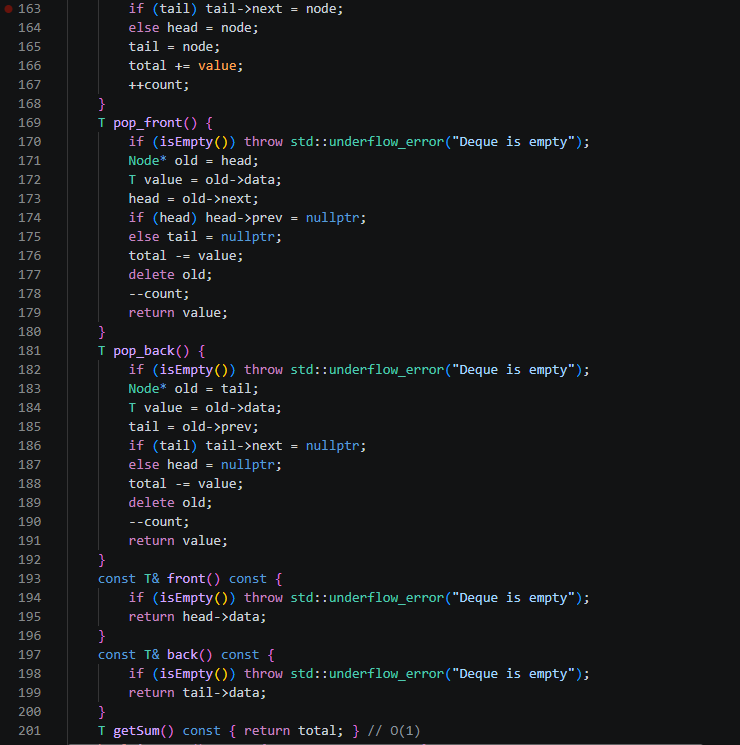 163 if (tail) tail->next = node;
164 else head = node;
165 tail = node;
166 total += value;
167 ++count;
168 }
169 T pop_front() {
170 if (isEmpty()) throw std::underflow_error("Deque is empty");
171 Node* old = head;
172 T value = old->data;
173 head = old->next;
174 if (head) head->prev = nullptr;
175 else tail = nullptr;
176 total -= value;
177 delete old;
178 --count;
179 return value;
180 }
181 T pop_back() {
182 if (isEmpty()) throw std::underflow_error("Deque is empty");
183 Node* old = tail;
184 T value = old->data;
185 tail = old->prev;
186 if (tail) tail->next = nullptr;
187 else head = nullptr;
188 total -= value;
189 delete old;
190 --count;
191 return value;
192 }
193 const T& front() const {
194 if (isEmpty()) throw std::underflow_error("Deque is empty");
195 return head->data;
196 }
197 const T& back() const {
198 if (isEmpty()) throw std::underflow_error("Deque is empty");
199 return tail->data;
200 }
201 T getSum() const { return total; } // O(1)